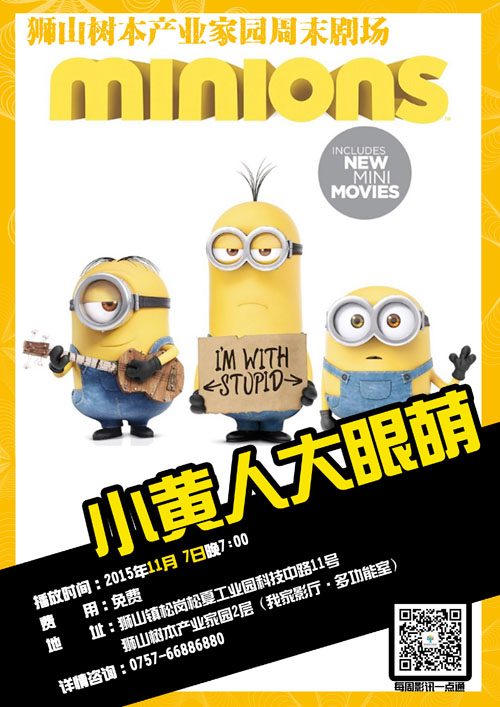 狮山树本产业家园周末剧场
minions
INCLUDES
NEW
MINI
MOVIES
I'M WITH
←STUPID→
小黄人大眼萌
播放时间：2015年11月 7日晚7:00
费 用：免费
地 址：狮山镇松岗松夏工业园科技中路11号
狮山树本产业家园2层（我家影厅·多功能室）
详情咨询：0757-66886880
每周影讯一点通